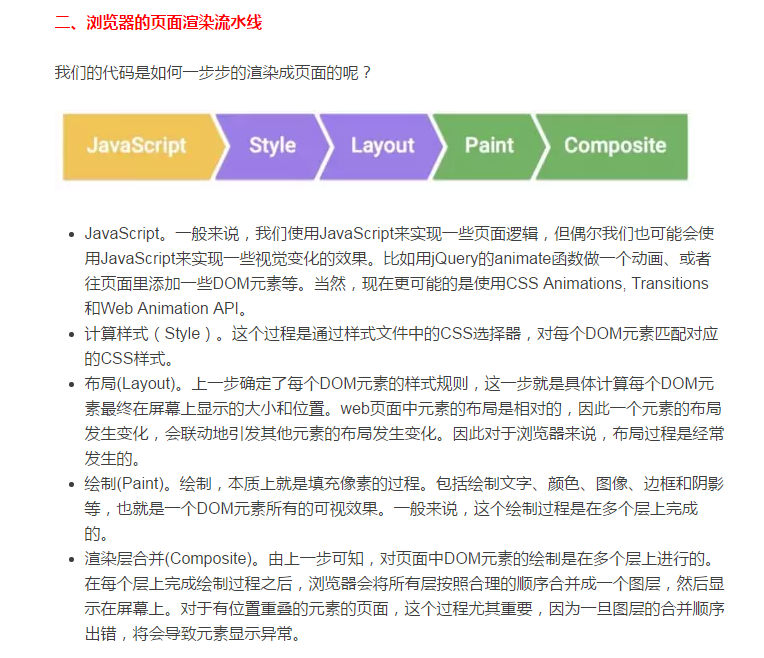 二、浏览器的页面渲染流水线
我们的代码是如何一步步的渲染成页面的呢？
JavaScript
Style
Layout
Paint
Composite
JavaScript。一般来说，我们使用JavaScript来实现一些页面逻辑，但偶尔我们也可能会使
用JavaScript来实现一些视觉变化的效果。比如用jQuery的animate函数做一个动画、或者
往页面里添加一些DOM元素等。当然，现在更可能的是使用CSS Animations, Transitions
和Web Animation API。
计算样式（Style）。这个过程是通过样式文件中的CSS选择器，对每个DOM元素匹配对应
的CSS样式。
布局(Layout)。上一步确定了每个DOM元素的样式规则，这一步就是具体计算每个DOM元
素最终在屏幕上显示的大小和位置。web页面中元素的布局是相对的，因此一个元素的布局
发生变化，会联动地引发其他元素的布局发生变化。因此对于浏览器来说，布局过程是经常
发生的。
绘制(Paint)。绘制，本质上就是填充像素的过程。包括绘制文字、颜色、图像、边框和阴影
等，也就是一个DOM元素所有的可视效果。一般来说，这个绘制过程是在多个层上完成
的。
渲染层合并(Composite)。由上一步可知，对页面中DOM元素的绘制是在多个层上进行的。
在每个层上完成绘制过程之后，浏览器会将所有层按照合理的顺序合并成一个图层，然后显
示在屏幕上。对于有位置重叠的元素的页面，这个过程尤其重要，因为一旦图层的合并顺序
出错，将会导致元素显示异常。